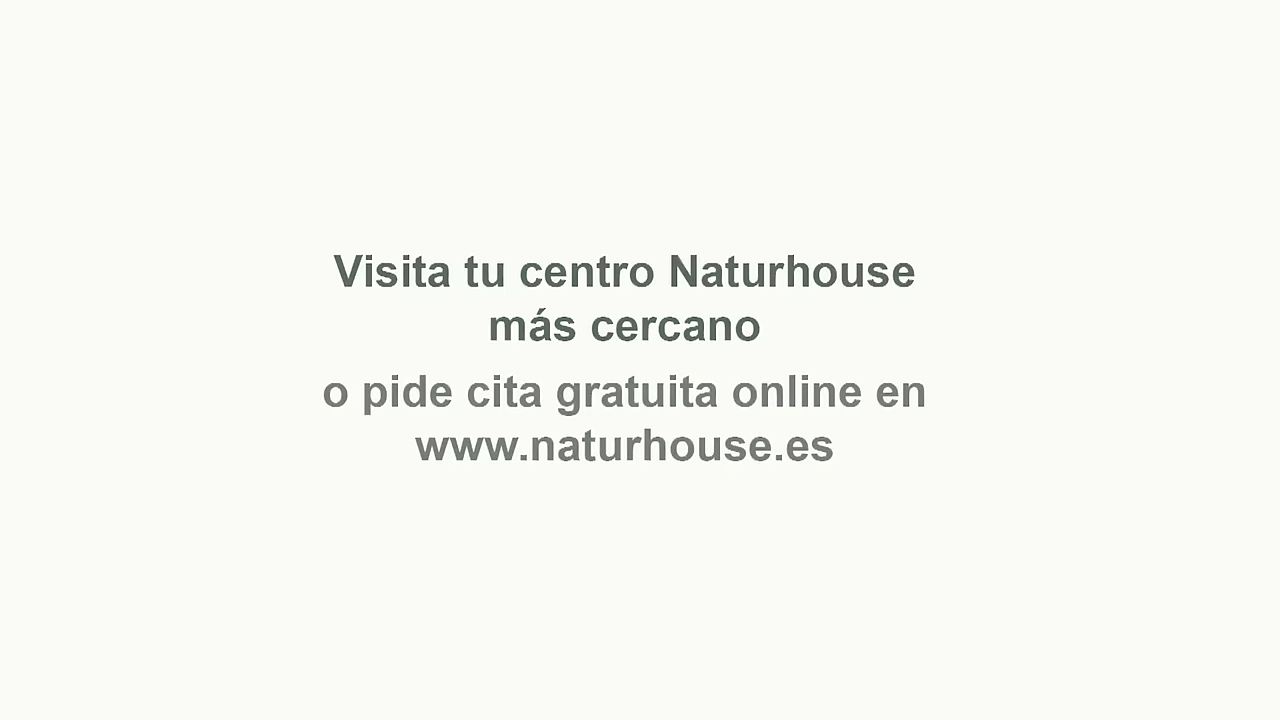 Visita tu centro Naturhouse
más cercano
o pide cita gratuita online en
www.naturhouse.es